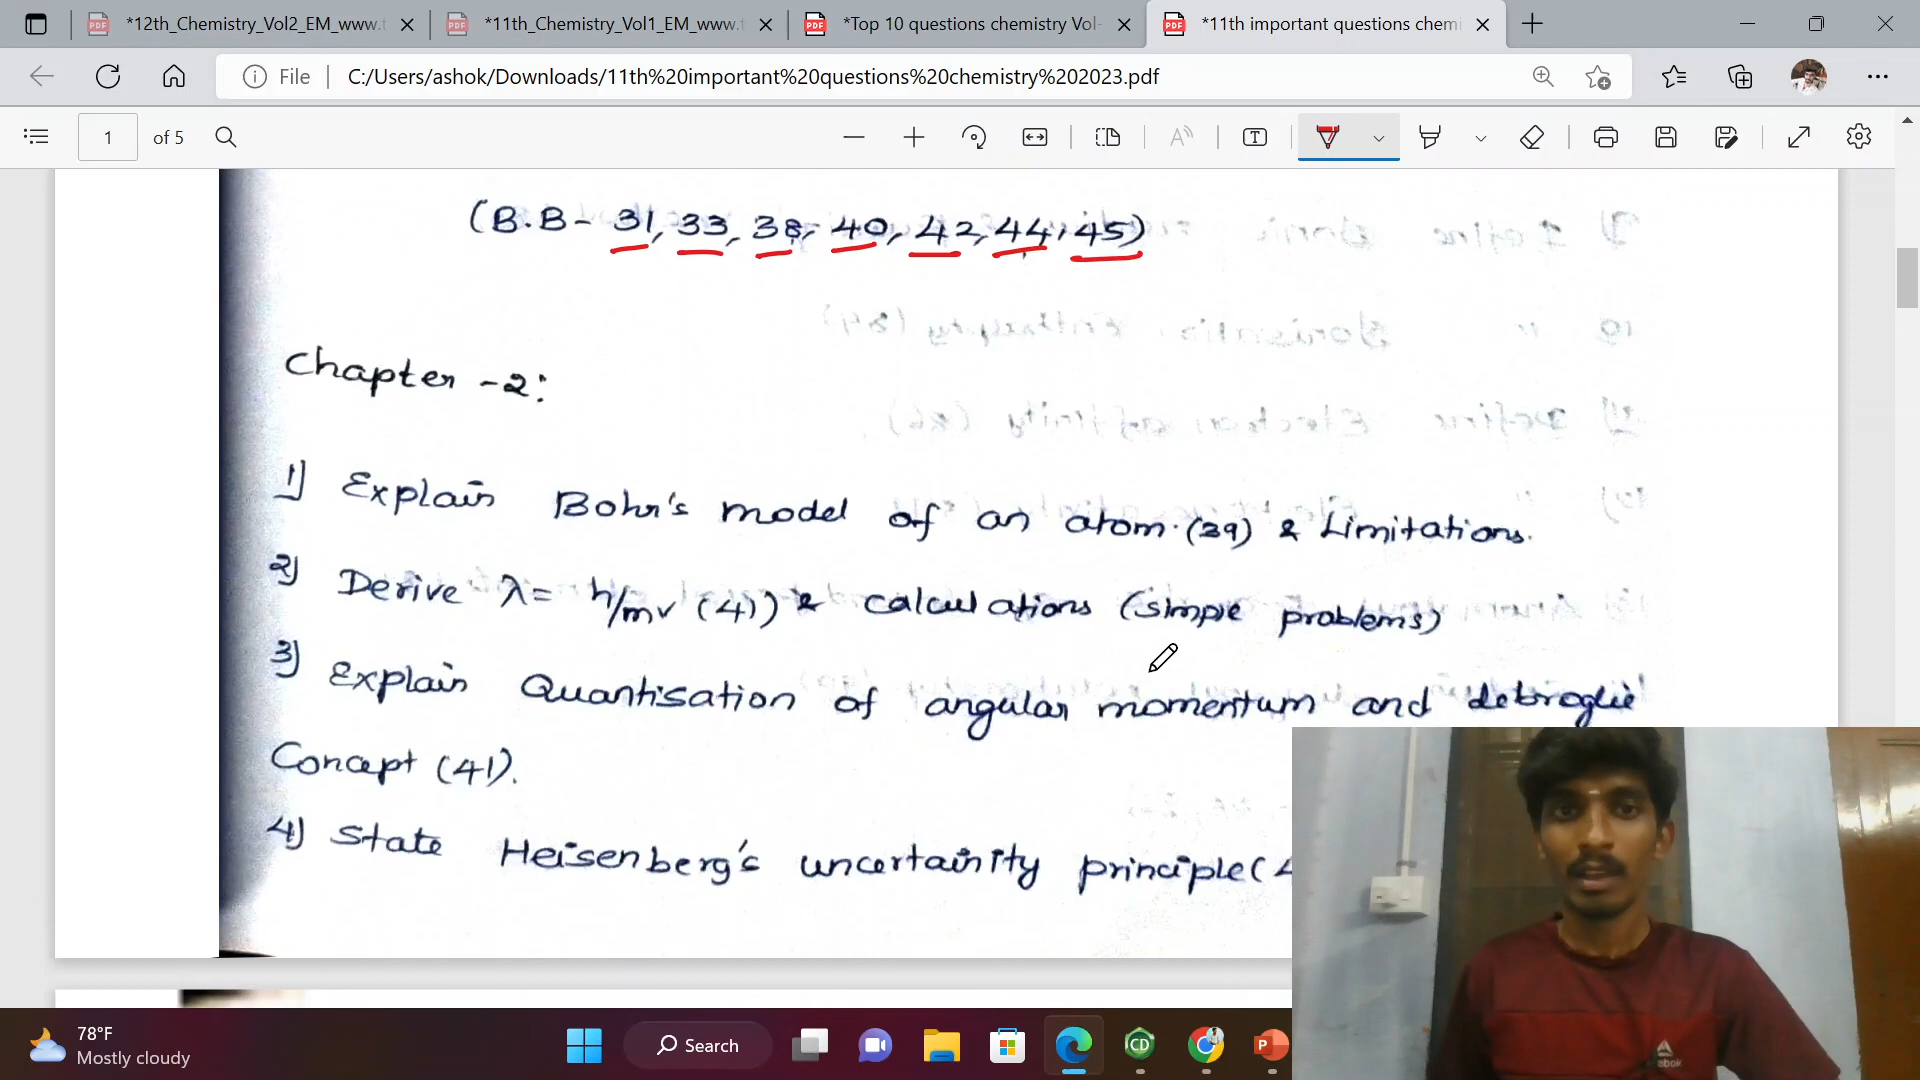 *12th_Chemistry_Vol2_EM_www.t
*11th_Chemistry_Vol1_EM_www.t
*Top 10 questions chemistry Vol-
*11th important questions chemi
File
C:/Users/ashok/Downloads/11th%20important%20questions%20chemistry%202023.pdf
1 of 5
(B.B - 31, 33, 38, 40, 42, 44, 45)
Chapter -2:
1) Explain Bohr's model of an atom. (39) & Limitations.
2) Derive λ = h/mv (41) & calculations (simple problems)
3) Explain Quantisation of angular momentum and debroglie
Concept (41).
4) State Heisenberg's uncertainity principle (4
78°F
Mostly cloudy
Search